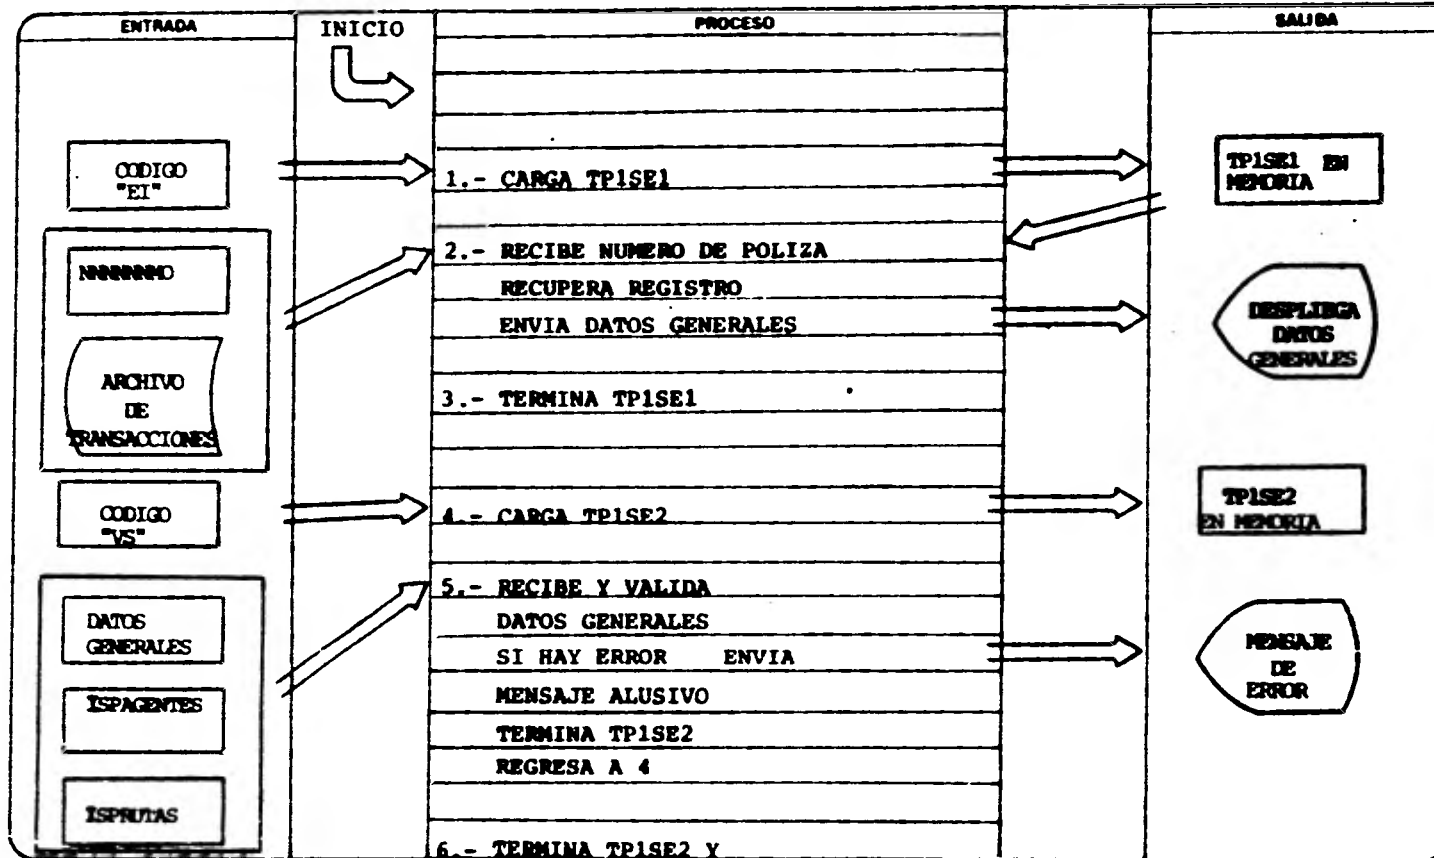 ENTRADA
INICIO
PROCESO
SALIDA
CODIGO
"EI"
1.- CARGA TP1SE1
TP1SE1 EN
MEMORIA
2.- RECIBE NUMERO DE POLIZA
RECUPERA REGISTRO
ENVIA DATOS GENERALES
DESPLIEGA
DATOS
GENERALES
ARCHIVO
DE
TRANSACCIONES
3.- TERMINA TP1SE1
CODIGO
"VS"
4.- CARGA TP1SE2
TP1SE2
EN MEMORIA
5.- RECIBE Y VALIDA
DATOS GENERALES
SI HAY ERROR ENVIA
MENSAJE ALUSIVO
TERMINA TP1SE2
REGRESA A 4
DATOS
GENERALES
ISPAGENTES
ISPRUTAS
MENSAJE
DE
ERROR
6.- TERMINA TP1SE2 Y